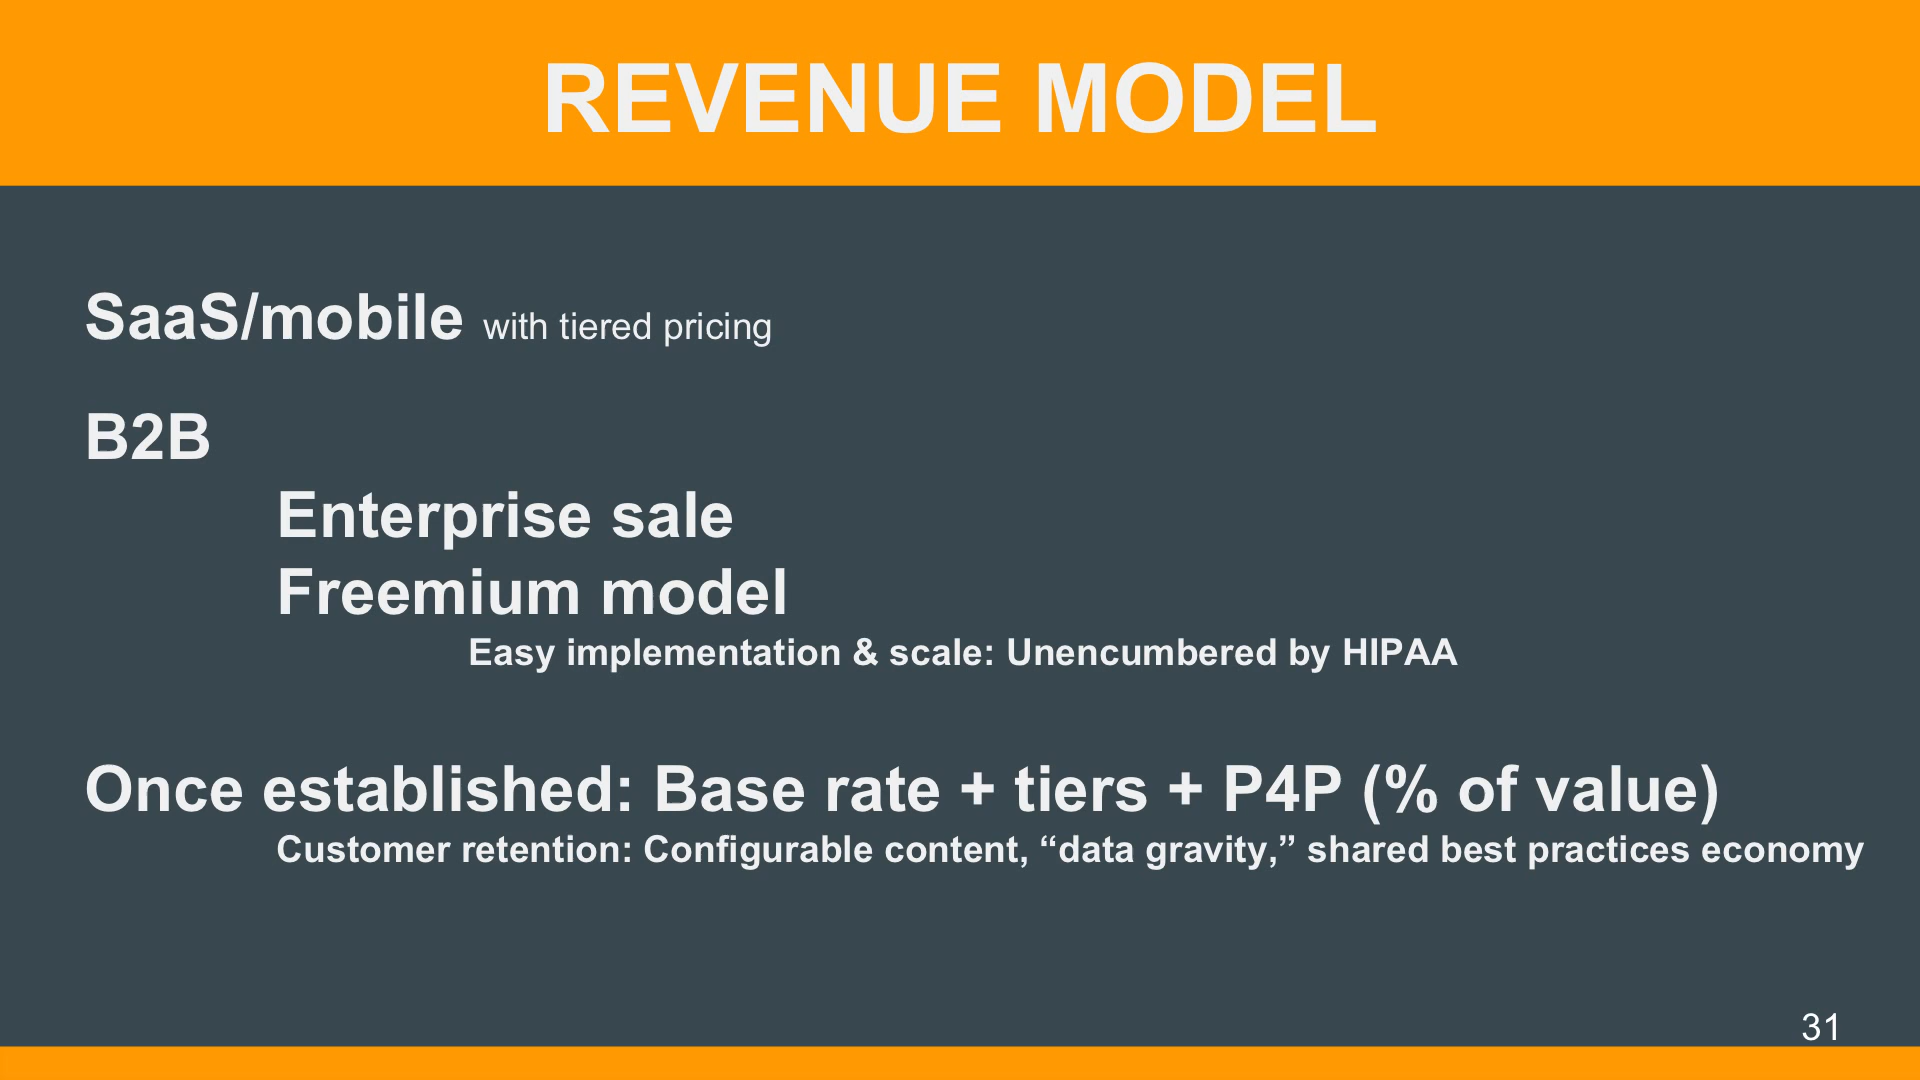 REVENUE MODEL
SaaS/mobile with tiered pricing
B2B
Enterprise sale
Freemium model
Easy implementation & scale: Unencumbered by HIPAA
Once established: Base rate + tiers + P4P (% of value)
Customer retention: Configurable content, “data gravity,” shared best practices economy
31